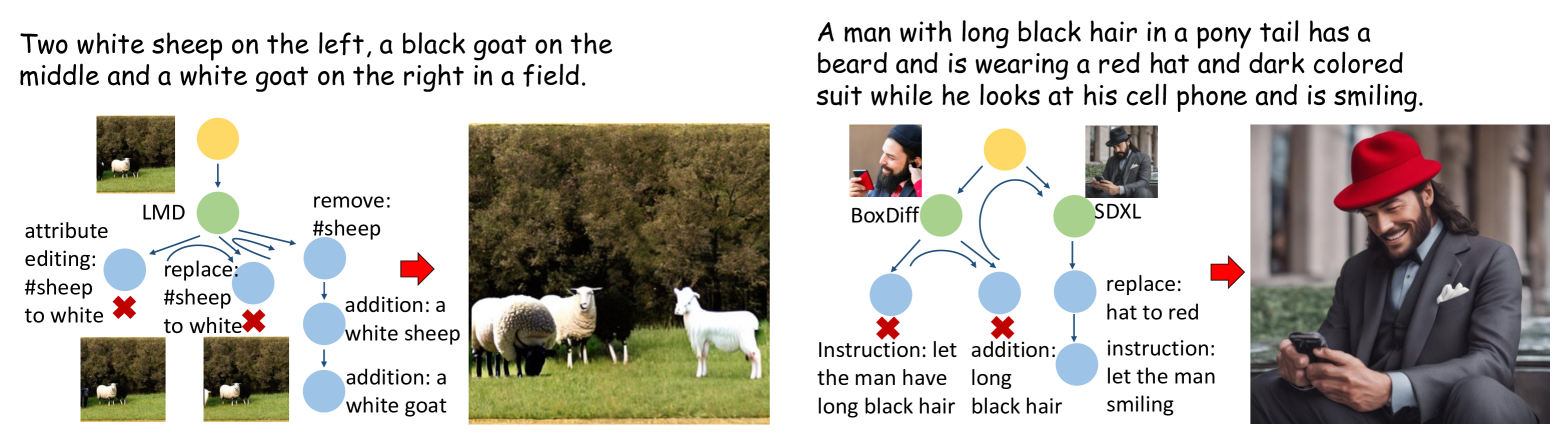 Two white sheep on the left, a black goat on the
middle and a white goat on the right in a field.
LMD
remove:
#sheep
attribute
editing:
#sheep
to white
replace:
#sheep
to white
addition: a
white sheep
addition: a
white goat
A man with long black hair in a pony tail has a
beard and is wearing a red hat and dark colored
suit while he looks at his cell phone and is smiling.
BoxDiff
SDXL
Instruction: let
the man have
long black hair
addition:
long
black hair
replace:
hat to red
instruction:
let the man
smiling